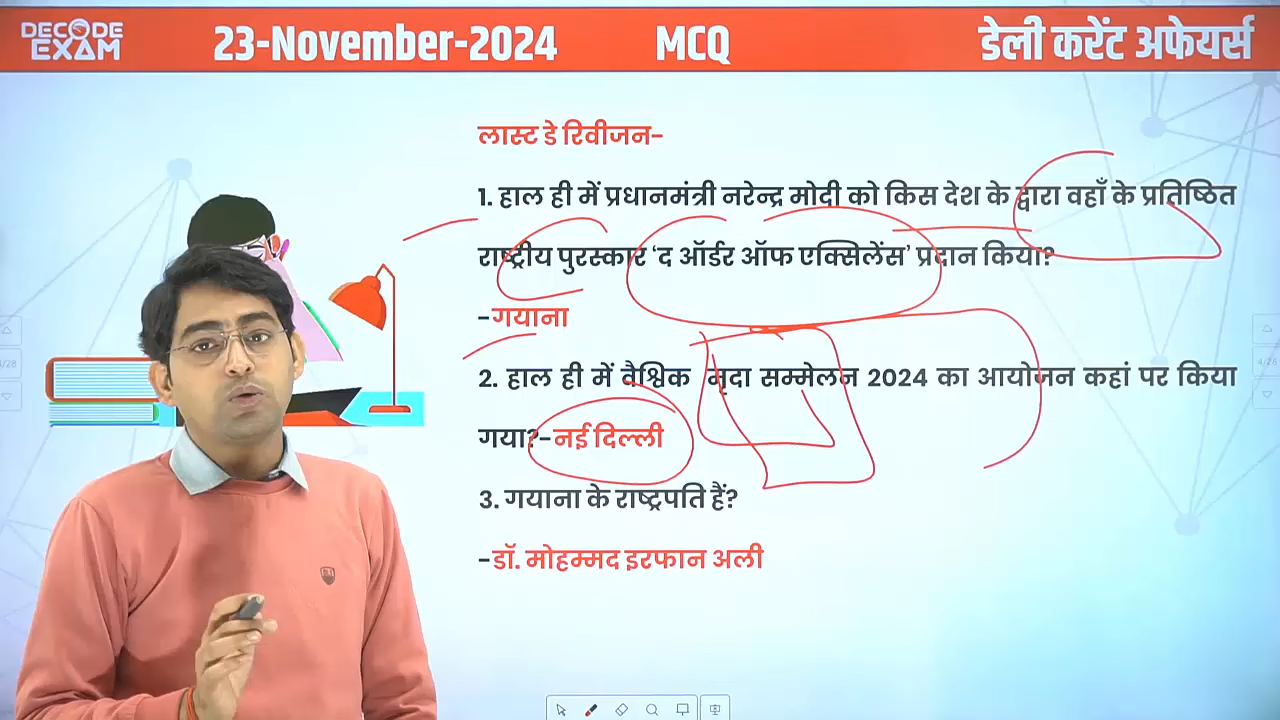 DECODE EXAM
23-November-2024 MCQ डेली करेंट अफेयर्स
लास्ट डे रिवीजन-
1. हाल ही में प्रधानमंत्री नरेन्द्र मोदी को किस देश के द्वारा वहाँ के प्रतिष्ठित
राष्ट्रीय पुरस्कार ‘द ऑर्डर ऑफ एक्सिलेंस’ प्रदान किया?
-गयाना
2. हाल ही में वैश्विक मृदा सम्मेलन 2024 का आयोजन कहां पर किया
गया?-नई दिल्ली
3. गयाना के राष्ट्रपति हैं?
-डॉ. मोहम्मद इरफान अली
4/28